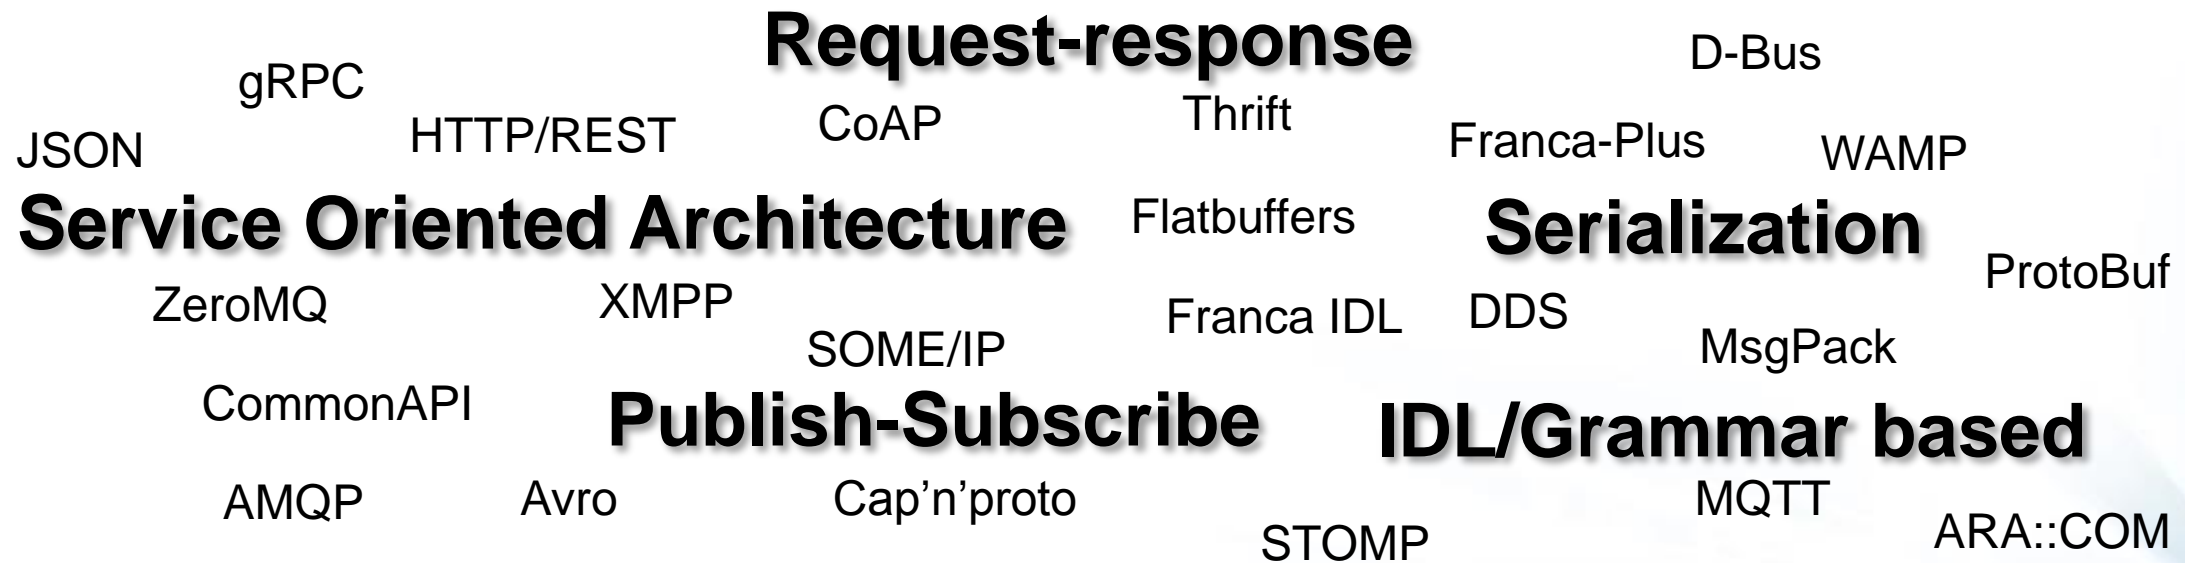 Request-response
D-Bus
gRPC
Thrift
CoAP
HTTP/REST
JSON
Franca-Plus
WAMP
Service Oriented Architecture
Flatbuffers
Serialization
ProtoBuf
ZeroMQ
XMPP
Franca IDL
DDS
SOME/IP
MsgPack
CommonAPI
Publish-Subscribe
IDL/Grammar based
AMQP
Avro
Cap’n’proto
MQTT
STOMP
ARA::COM